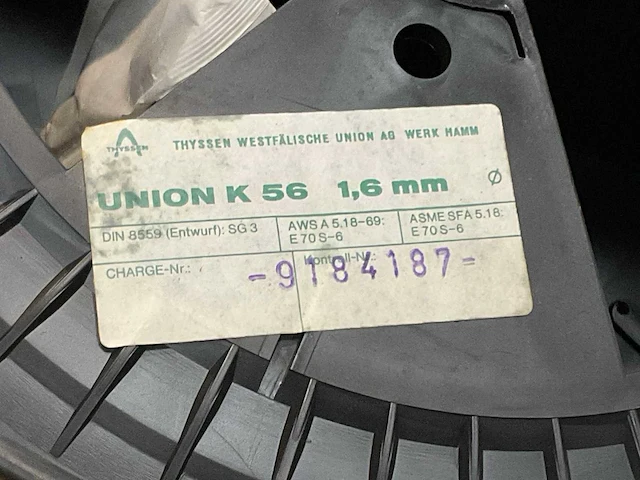 THYSSEN
THYSSEN WESTFÄLISCHE UNION AG WERK HAMM
UNION K 56 1,6 mm ∅
DIN 8559 (Entwurf): SG 3
AWS A 5.18-69:
E 70 S-6
ASME SFA 5.18:
E 70 S-6
CHARGE-Nr.:
Kontroll-Nr.:
-9184187-